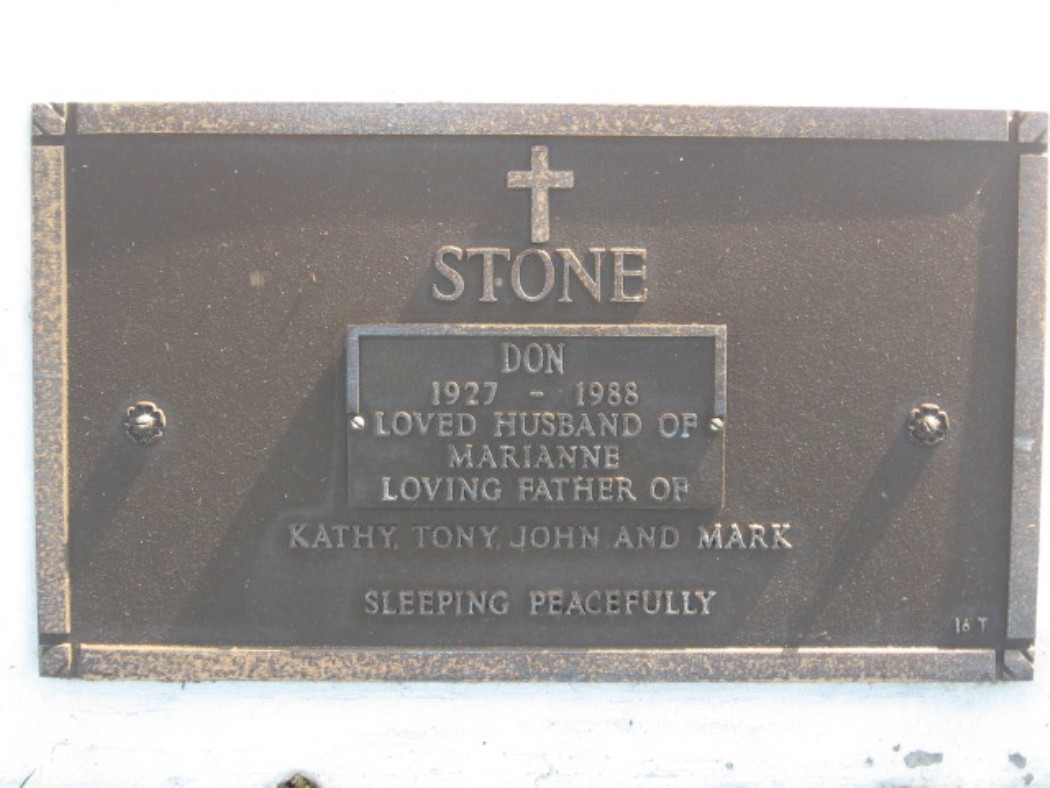 STONE
DON
1927 - 1988
LOVED HUSBAND OF
MARIANNE
LOVING FATHER OF
KATHY, TONY, JOHN AND MARK
SLEEPING PEACEFULLY
16 T